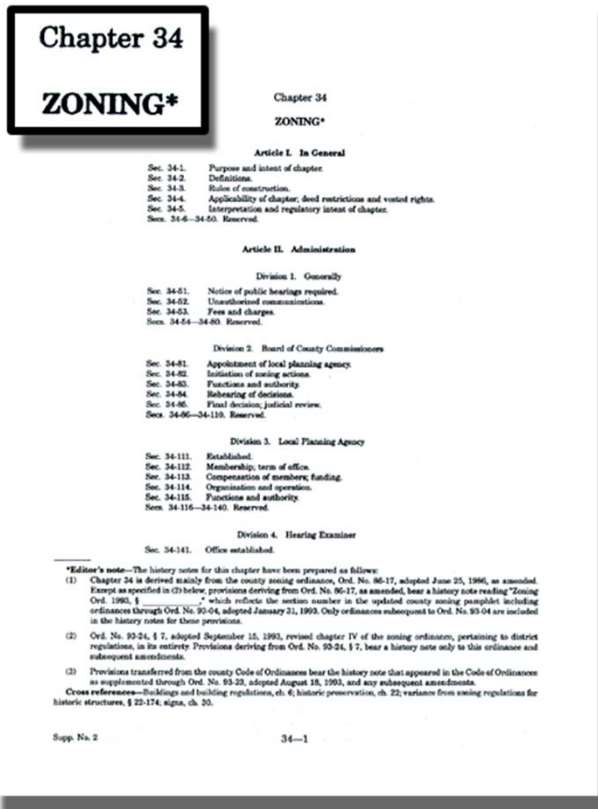 Chapter 34
ZONING*
Chapter 34
ZONING*
Article I. In General
Sec. 34-1. Purpose and intent of chapter.
Sec. 34-2. Definitions.
Sec. 34-3. Rules of construction.
Sec. 34-4. Applicability of chapter; deed restrictions and vested rights.
Sec. 34-5. Interpretation and regulatory intent of chapter.
Secs. 34-6—34-50. Reserved.
Article II. Administration
Division 1. Generally
Sec. 34-51. Notice of public hearings required.
Sec. 34-52. Unauthorized communications.
Sec. 34-53. Fees and charges.
Secs. 34-54—34-80. Reserved.
Division 2. Board of County Commissioners
Sec. 34-81. Appointment of local planning agency.
Sec. 34-82. Initiation of zoning actions.
Sec. 34-83. Functions and authority.
Sec. 34-84. Rehearing of decisions.
Sec. 34-85. Final decision; judicial review.
Secs. 34-86—34-110. Reserved.
Division 3. Local Planning Agency
Sec. 34-111. Established.
Sec. 34-112. Membership; term of office.
Sec. 34-113. Compensation of members; funding.
Sec. 34-114. Organization and operation.
Sec. 34-115. Functions and authority.
Secs. 34-116—34-140. Reserved.
Division 4. Hearing Examiner
Sec. 34-141. Office established.
*Editor's note—The history notes for this chapter have been prepared as follows:
(1) Chapter 34 is derived mainly from the county zoning ordinance, Ord. No. 86-17, adopted June 25, 1986, as amended.
Except as specified in (2) below, provisions deriving from Ord. No. 86-17, as amended, bear a history note reading "Zoning
Ord. 1993, § ________," which reflects the section number in the updated county zoning pamphlet including
ordinances through Ord. No. 93-04, adopted January 31, 1993. Only ordinances subsequent to Ord. No. 93-04 are included
in the history notes for these provisions.
(2) Ord. No. 93-24, § 7, adopted September 15, 1993, revised chapter IV of the zoning ordinance, pertaining to district
regulations, in its entirety. Provisions deriving from Ord. No. 93-24, § 7, bear a history note only to this ordinance and
subsequent amendments.
(3) Provisions transferred from the county Code of Ordinances bear the history note that appeared in the Code of Ordinances
as supplemented through Ord. No. 93-23, adopted August 18, 1993, and any subsequent amendments.
Cross references—Buildings and building regulations, ch. 6; historic preservation, ch. 22; variance from zoning regulations for
historic structures, § 22-174; signs, ch. 30.
Supp. No. 2
34—1